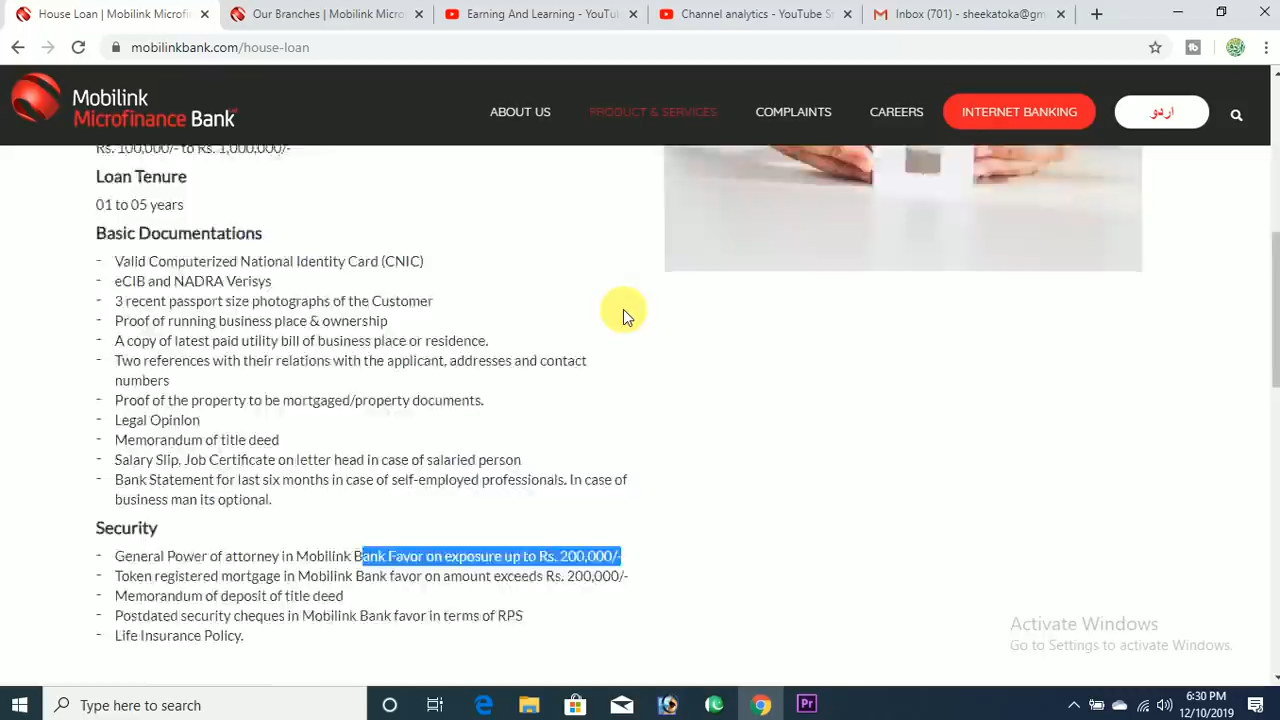 House Loan | Mobilink Microfin
Our Branches | Mobilink Micro
Earning And Learning - YouTu
Channel analytics - YouTube S
Inbox (701) - sheekatoka@gm
mobilinkbank.com/house-loan
Mobilink
Microfinance Bank
ABOUT US
PRODUCT & SERVICES
COMPLAINTS
CAREERS
INTERNET BANKING
اردو
Rs. 100,000/- to Rs. 1,000,000/-
Loan Tenure
01 to 05 years
Basic Documentations
- Valid Computerized National Identity Card (CNIC)
- eCIB and NADRA Verisys
- 3 recent passport size photographs of the Customer
- Proof of running business place & ownership
- A copy of latest paid utility bill of business place or residence.
- Two references with their relations with the applicant, addresses and contact
numbers
- Proof of the property to be mortgaged/property documents.
- Legal Opinion
- Memorandum of title deed
- Salary Slip, Job Certificate on letter head in case of salaried person
- Bank Statement for last six months in case of self-employed professionals. In case of
business man its optional.
Security
- General Power of attorney in Mobilink Bank Favor on exposure up to Rs. 200,000/-
- Token registered mortgage in Mobilink Bank favor on amount exceeds Rs. 200,000/-
- Memorandum of deposit of title deed
- Postdated security cheques in Mobilink Bank favor in terms of RPS
- Life Insurance Policy.
Activate Windows
Go to Settings to activate Windows.
Type here to search
Pr
6:30 PM
12/10/2019